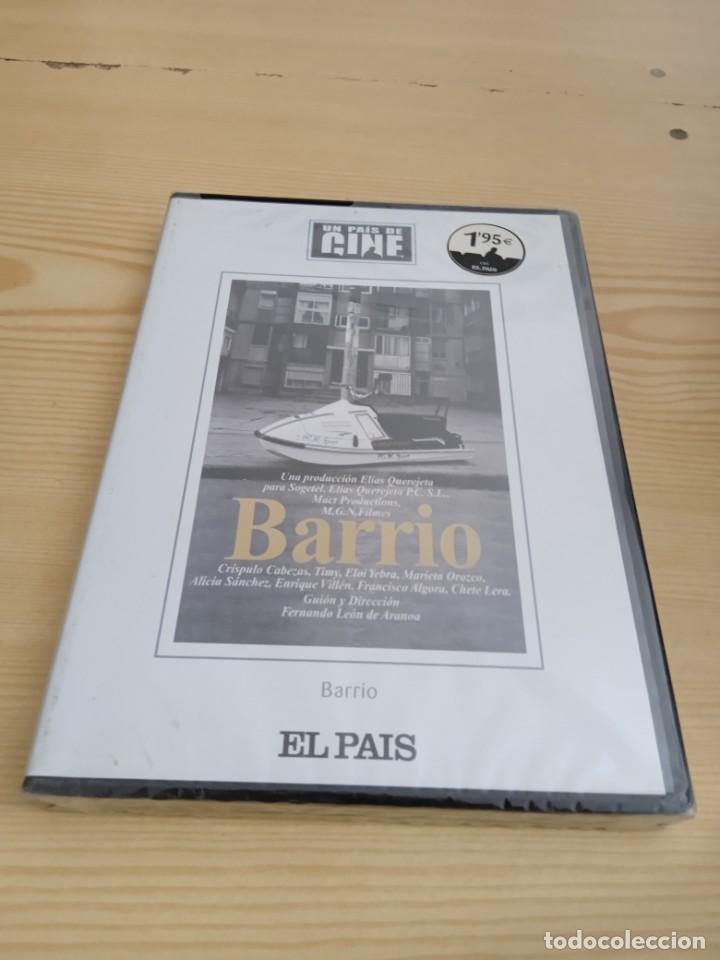 UN PAÍS DE
CINE
1'95€
CON
EL PAIS
Una producción Elías Querejeta
para Sogetel, Elías Querejeta P.C. S.L.,
Mact Productions,
M.G.N. Filmes
Barrio
Críspulo Cabezas, Timy, Eloi Yebra, Marieta Orozco,
Alicia Sánchez, Enrique Villén, Francisco Algora, Chete Lera.
Guión y Dirección
Fernando León de Aranoa
Barrio
EL PAIS
todocoleccion